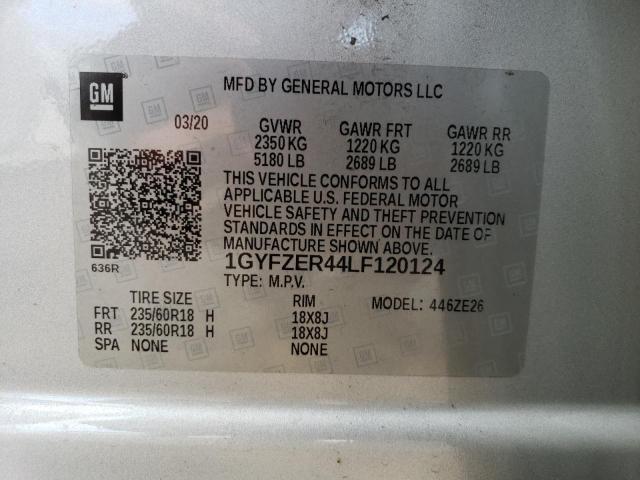 GM
MFD BY GENERAL MOTORS LLC
03/20
GVWR GAWR FRT GAWR RR
2350 KG 1220 KG 1220 KG
5180 LB 2689 LB 2689 LB
THIS VEHICLE CONFORMS TO ALL
APPLICABLE U.S. FEDERAL MOTOR
VEHICLE SAFETY AND THEFT PREVENTION
STANDARDS IN EFFECT ON THE DATE OF
MANUFACTURE SHOWN ABOVE.
636R
1GYFZER44LF120124
TYPE: M.P.V.
TIRE SIZE RIM MODEL: 446ZE26
FRT 235/60R18 H 18X8J
RR 235/60R18 H 18X8J
SPA NONE NONE